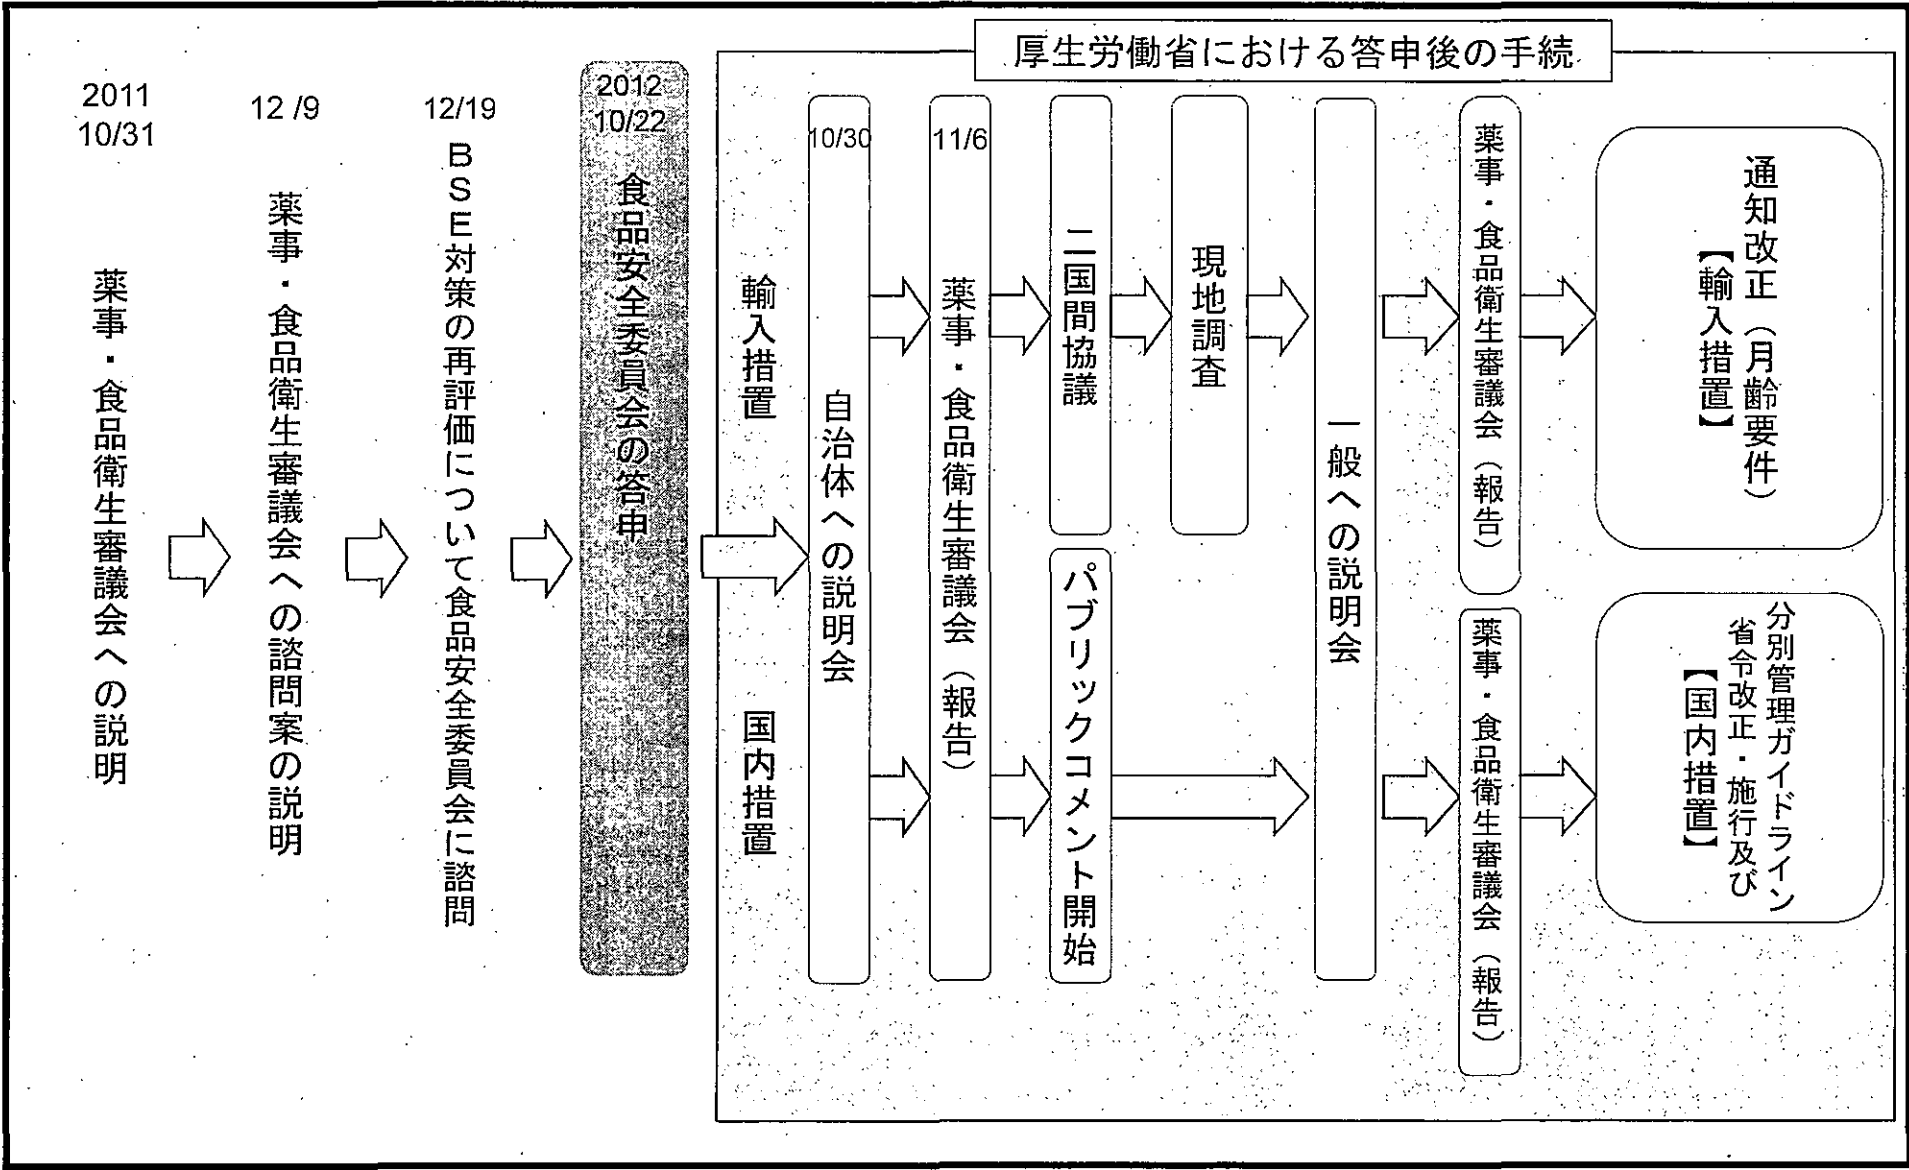 厚生労働省における答申後の手続
2011
10/31
薬事・食品衛生審議会への説明
12/9
薬事・食品衛生審議会への諮問案の説明
12/19
BSE対策の再評価について食品安全委員会に諮問
2012
10/22
食品安全委員会の答申
輸入措置
国内措置
10/30
自治体への説明会
11/6
薬事・食品衛生審議会（報告）
二国間協議
現地調査
パブリックコメント開始
一般への説明会
薬事・食品衛生審議会（報告）
通知改正（月齢要件）
【輸入措置】
薬事・食品衛生審議会（報告）
分別管理ガイドライン
省令改正・施行及び
【国内措置】